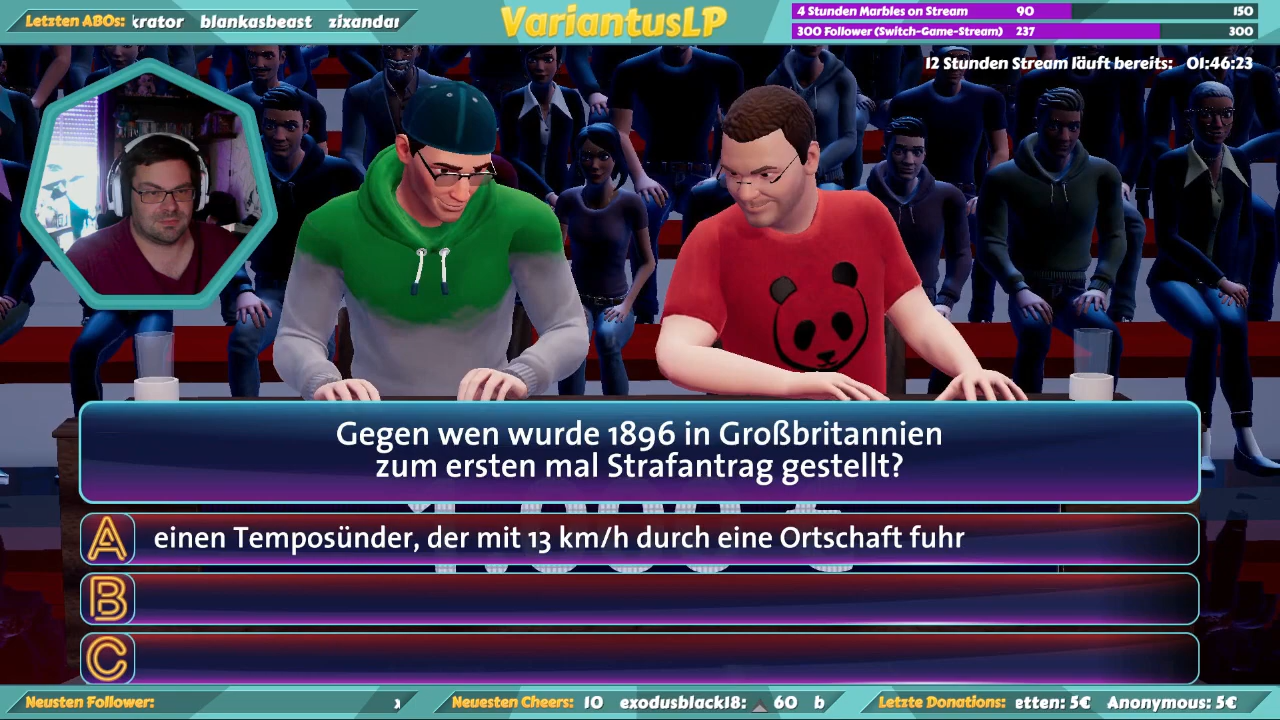 Letzten ABOs: krator blankasbeast zixandar
VariantusLP
4 Stunden Marbles on Stream 90 150
300 Follower (Switch-Game-Stream) 237 300
12 Stunden Stream läuft bereits: 01:46:23
Gegen wen wurde 1896 in Großbritannien
zum ersten mal Strafantrag gestellt?
A einen Temposünder, der mit 13 km/h durch eine Ortschaft fuhr
B
C
Neusten Follower:
Neuesten Cheers: 10 exodusblack18: 60 b
Letzte Donations: etten: 5€ Anonymous: 5€